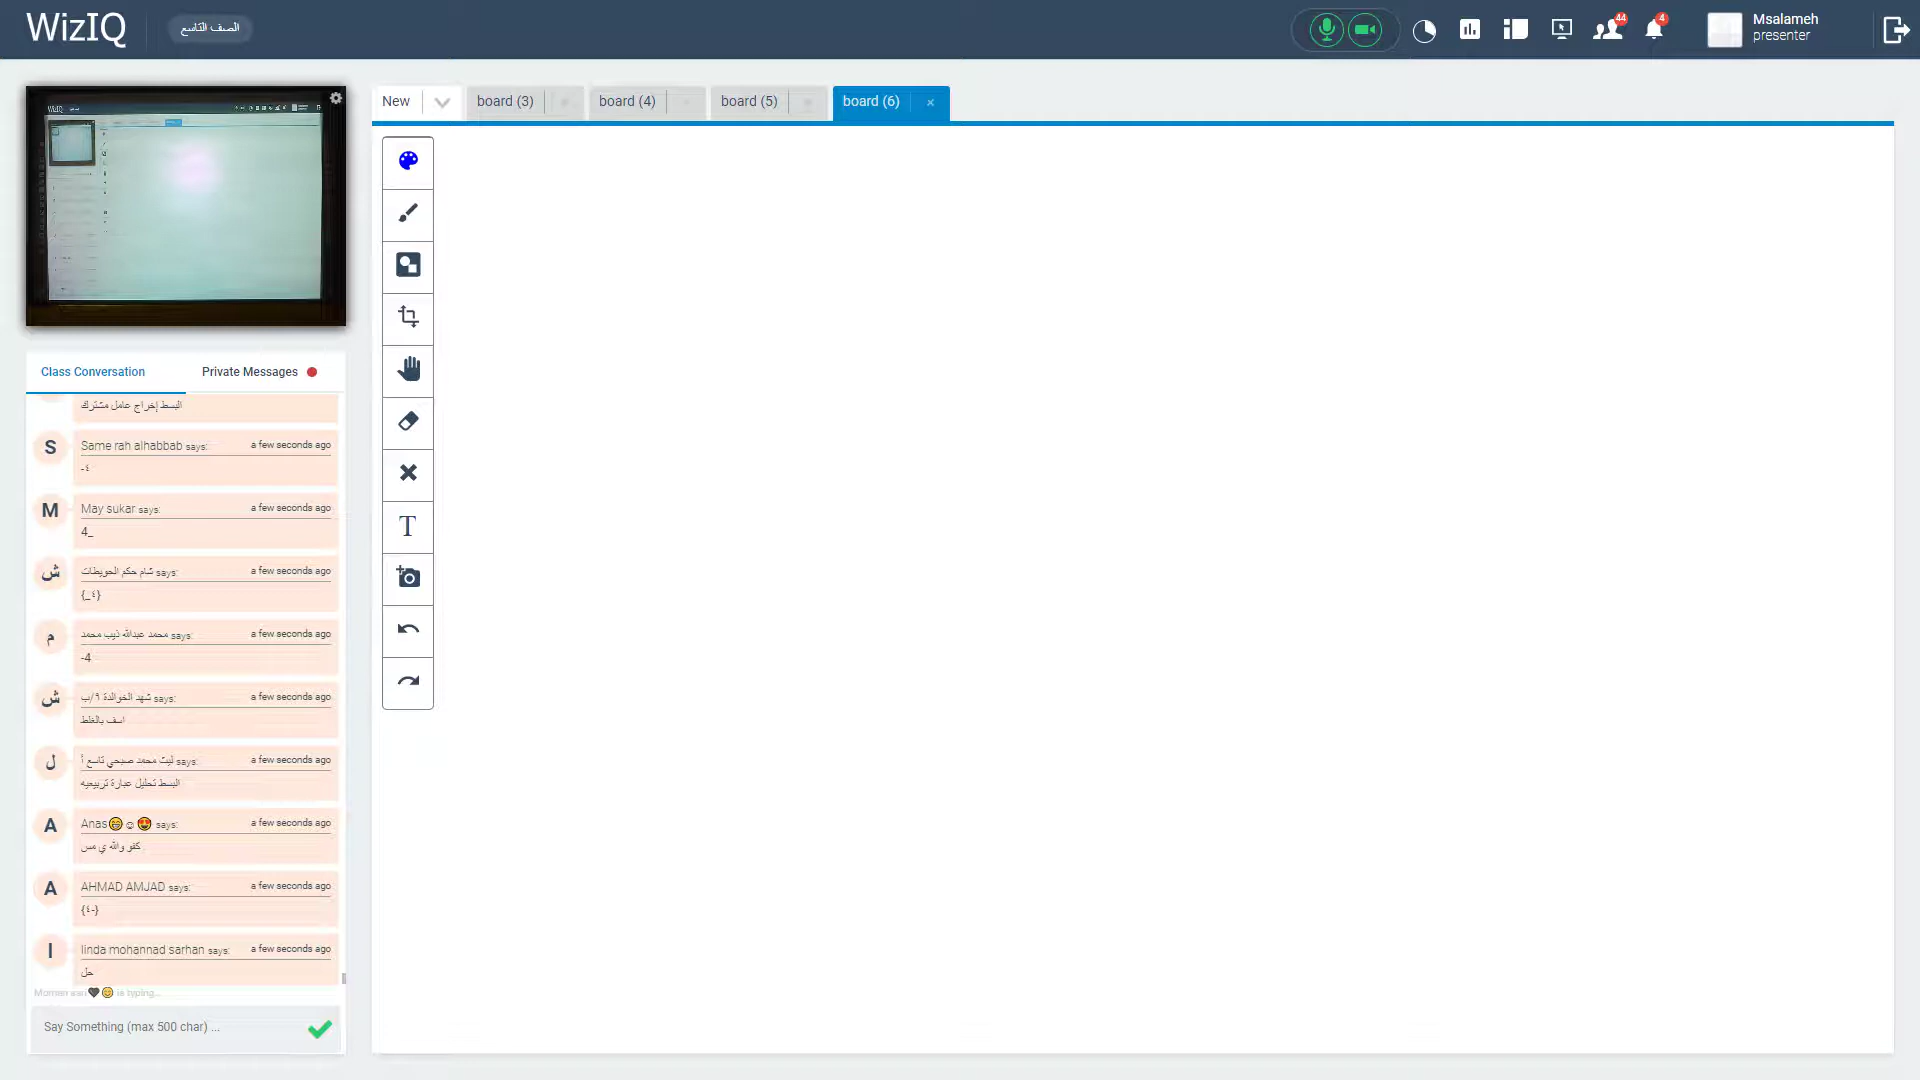 WizIQ
الصف التاسع
44
4
Msalameh
presenter
New
board (3)
board (4)
board (5)
board (6)
Class Conversation
Private Messages
البسط إخراج عامل مشترك
S
Same rah alhabbab says:
a few seconds ago
-٤
M
May sukar says:
a few seconds ago
4_
ش
شام حكم الحويطات says:
a few seconds ago
{_٤}
م
محمد عبدالله ذيب محمد says:
a few seconds ago
-4
ش
شهد الخوالدة ٩/ب says:
a few seconds ago
اسف بالغلط
ل
ليث محمد صبحي تاسع أ says:
a few seconds ago
البسط تحليل عبارة تربيعيه
A
Anas😁☺😍 says:
a few seconds ago
كفو والله ي مس
A
AHMAD AMJAD says:
a few seconds ago
{٤-}
l
linda mohannad sarhan says:
a few seconds ago
حل
is typing...
Say Something (max 500 char) ...
T